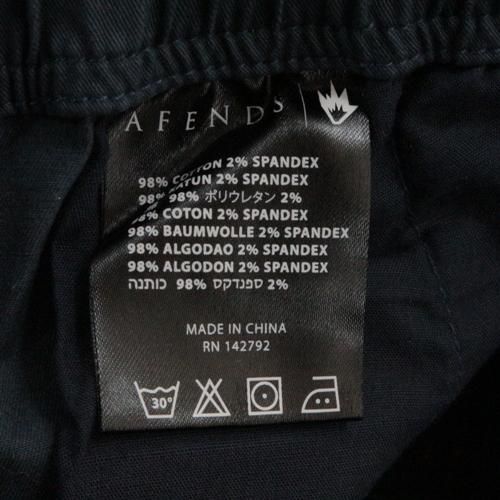 AFENDS
98% COTTON 2% SPANDEX
98% KATUN 2% SPANDEX
98% ポリウレタン 2%
98% COTON 2% SPANDEX
98% BAUMWOLLE 2% SPANDEX
98% ALGODAO 2% SPANDEX
98% ALGODON 2% SPANDEX
2% ספנדקס 98% כותנה
MADE IN CHINA
RN 142792
30°